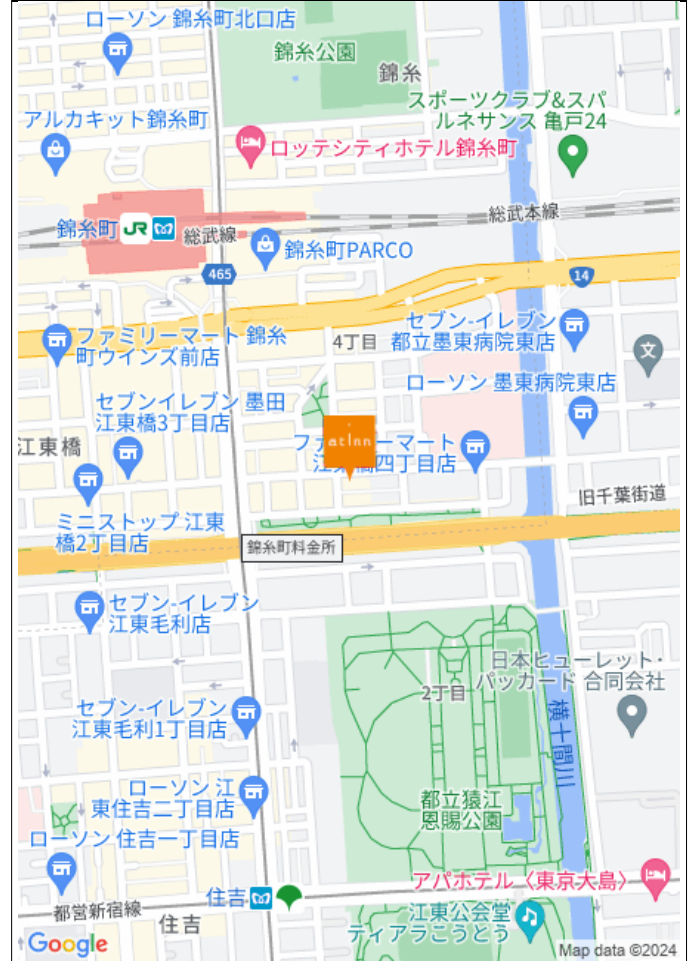 ローソン 錦糸町北口店
錦糸公園
錦糸
スポーツクラブ&スパ
ルネサンス 亀戸24
アルカキット錦糸町
ロッテシティホテル錦糸町
総武本線
錦糸町
JR
総武線
錦糸町PARCO
465
14
ファミリーマート 錦糸
町ウインズ前店
4丁目
セブン-イレブン
都立墨東病院東店
文
ローソン 墨東病院東店
セブンイレブン 墨田
江東橋3丁目店
江東橋
at inn
マート
四丁目店
旧千葉街道
ミニストップ 江東
橋2丁目店
錦糸町料金所
セブン-イレブン
江東毛利店
日本ヒューレット・
パッカード 合同会社
2丁目
横十間川
セブン-イレブン
江東毛利1丁目店
ローソン 江
東住吉二丁目店
都立猿江
恩賜公園
ローソン 住吉一丁目店
アパホテル〈東京大島〉
住吉
都営新宿線
住吉
江東公会堂
ティアラこうとう
Google
Map data ©2024